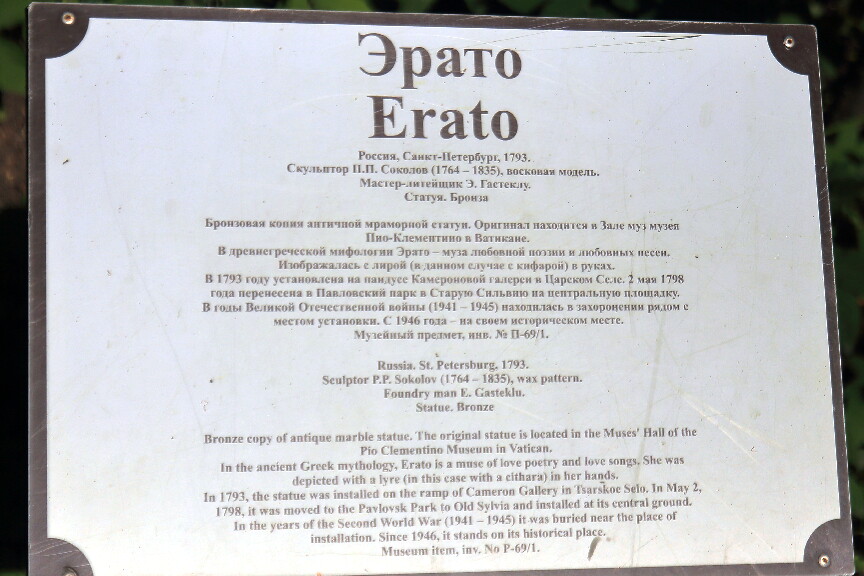 Эрато
Erato
Россия. Санкт-Петербург, 1793.
Скульптор П.П. Соколов (1764 – 1835), восковая модель.
Мастер-литейщик Э. Гастеклу.
Статуя. Бронза
Бронзовая копия античной мраморной статуи. Оригинал находится в Зале муз музея
Пио-Клементино в Ватикане.
В древнегреческой мифологии Эрато – муза любовной поэзии и любовных песен.
Изображалась с лирой (в данном случае с кифарой) в руках.
В 1793 году установлена на пандусе Камероновой галереи в Царском Селе. 2 мая 1798
года перенесена в Павловский парк в Старую Сильвию на центральную площадку.
В годы Великой Отечественной войны (1941 – 1945) находилась в захоронении рядом с
местом установки. С 1946 года – на своем историческом месте.
Музейный предмет, инв. № П-69/1.
Russia. St. Petersburg, 1793.
Sculptor P.P. Sokolov (1764 – 1835), wax pattern.
Foundry man E. Gasteklu.
Statue. Bronze
Bronze copy of antique marble statue. The original statue is located in the Muses' Hall of the
Pio Clementino Museum in Vatican.
In the ancient Greek mythology, Erato is a muse of love poetry and love songs. She was
depicted with a lyre (in this case with a cithara) in her hands.
In 1793, the statue was installed on the ramp of Cameron Gallery in Tsarskoe Selo. In May 2,
1798, it was moved to the Pavlovsk Park to Old Sylvia and installed at its central ground.
In the years of the Second World War (1941 – 1945) it was buried near the place of
installation. Since 1946, it stands on its historical place.
Museum item, inv. No P-69/1.